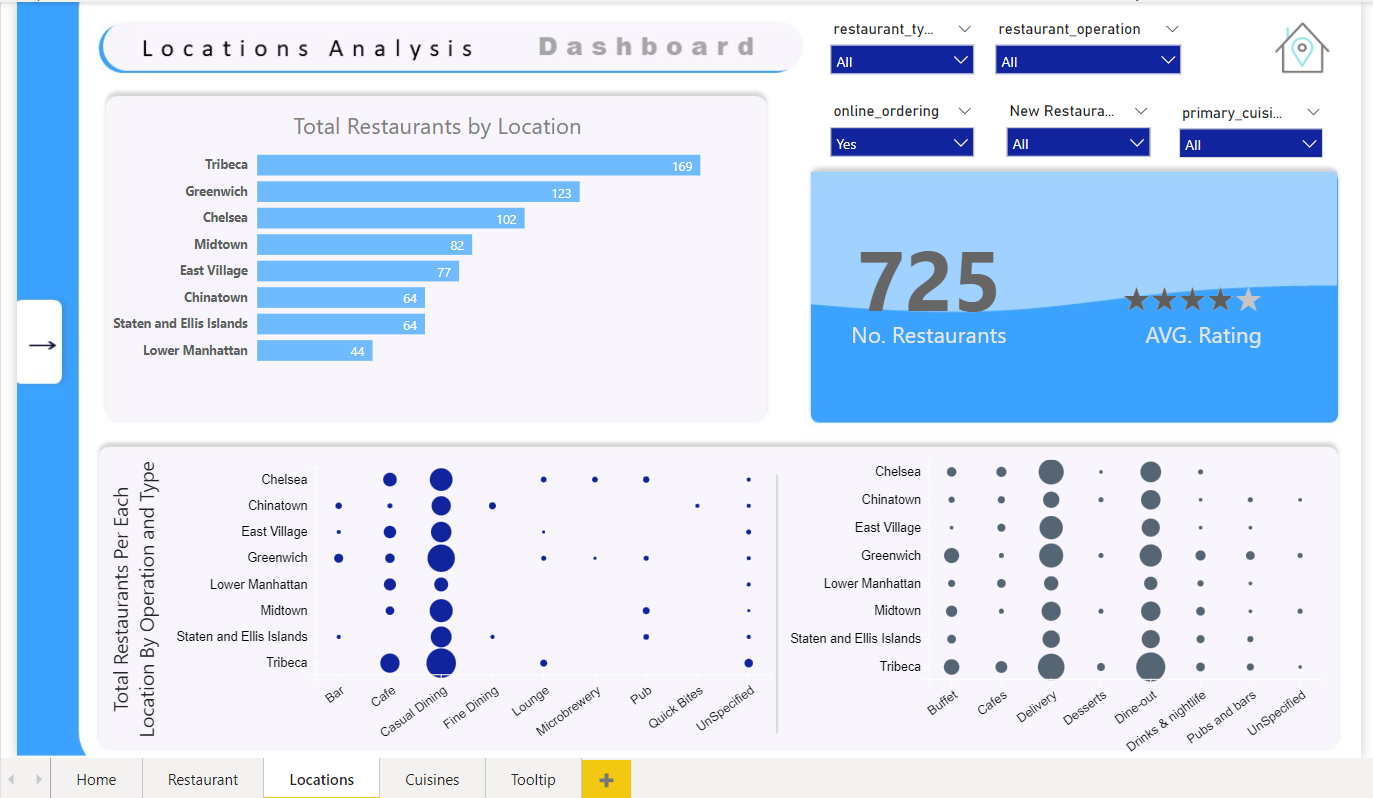 Locations Analysis Dashboard
restaurant_ty...
restaurant_operation
All
All
online_ordering
New Restaura...
primary_cuisi...
Yes
All
All
Total Restaurants by Location
Tribeca 169
Greenwich 123
Chelsea 102
Midtown 82
East Village 77
Chinatown 64
Staten and Ellis Islands 64
Lower Manhattan 44
725
No. Restaurants
AVG. Rating
Total Restaurants Per Each
Location By Operation and Type
Chelsea
Chinatown
East Village
Greenwich
Lower Manhattan
Midtown
Staten and Ellis Islands
Tribeca
Bar
Cafe
Casual Dining
Fine Dining
Lounge
Microbrewery
Pub
Quick Bites
UnSpecified
Chelsea
Chinatown
East Village
Greenwich
Lower Manhattan
Midtown
Staten and Ellis Islands
Tribeca
Buffet
Cafes
Delivery
Desserts
Dine-out
Drinks & nightlife
Pubs and bars
UnSpecified
Home
Restaurant
Locations
Cuisines
Tooltip